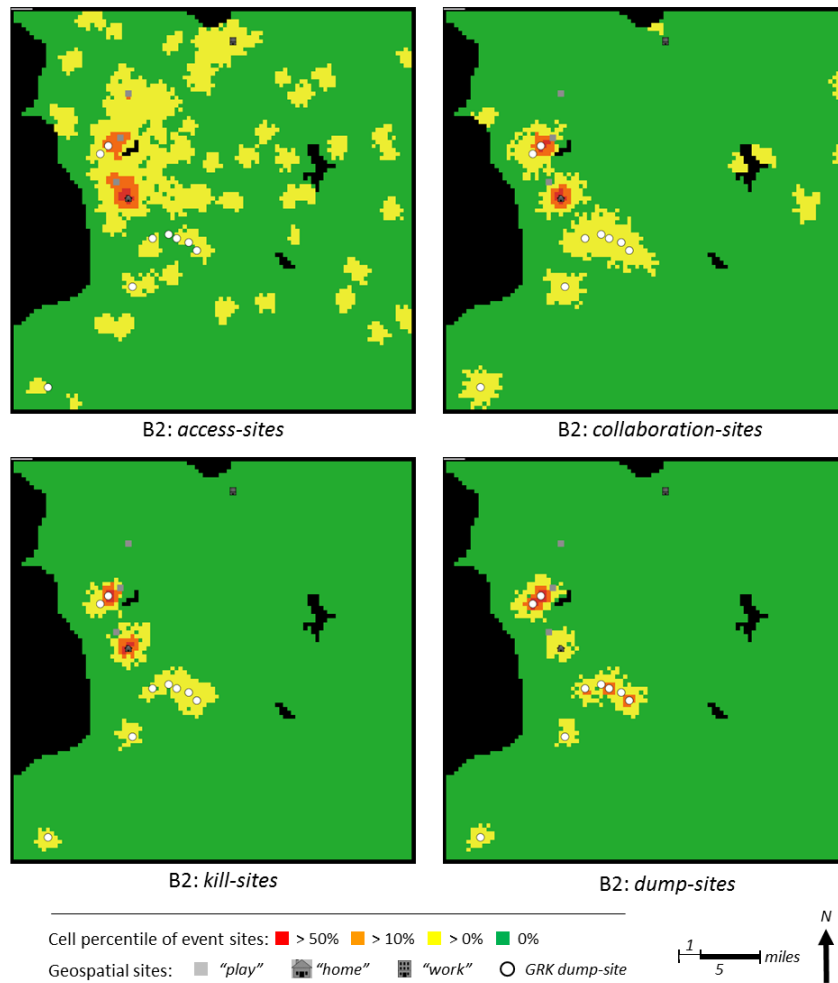 B2: access-sites
B2: collaboration-sites
B2: kill-sites
B2: dump-sites
Cell percentile of event sites: > 50% > 10% > 0% 0%
Geospatial sites: "play" "home" "work" GRK dump-site
1
5
miles
N